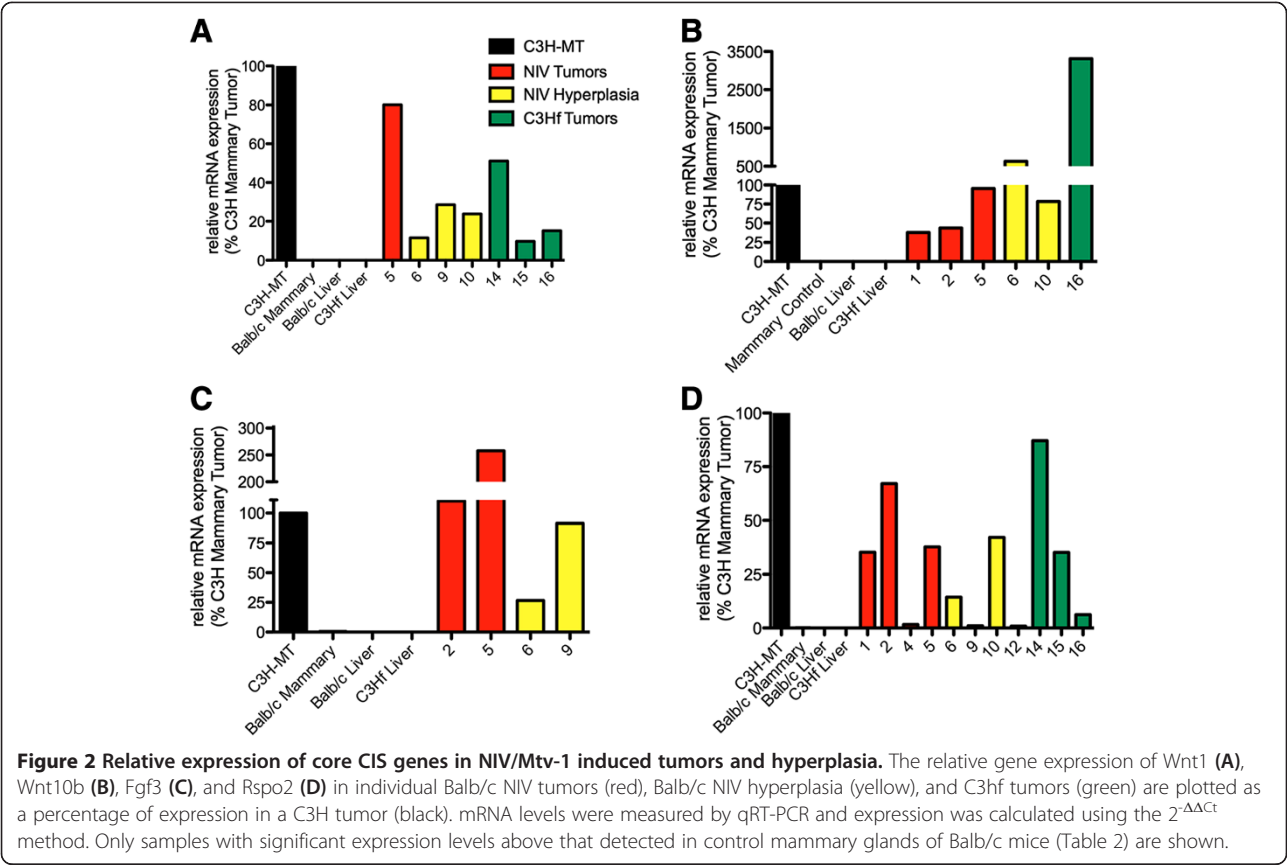 A
C3H-MT
NIV Tumors
NIV Hyperplasia
C3Hf Tumors
relative mRNA expression
(% C3H Mammary Tumor)
100
80
60
40
20
0
C3H-MT
Balb/c Mammary
Balb/c Liver
C3Hf Liver
5
6
9
10
14
15
16
B
relative mRNA expression
(% C3H Mammary Tumor)
3500
2500
1500
500
100
75
50
25
0
C3H-MT
Mammary Control
Balb/c Liver
C3Hf Liver
1
2
5
6
10
16
C
relative mRNA expression
(% C3H Mammary Tumor)
300
250
200
100
75
50
25
0
C3H-MT
Balb/c Mammary
Balb/c Liver
C3Hf Liver
2
5
6
9
D
relative mRNA expression
(% C3H Mammary Tumor)
100
75
50
25
0
C3H-MT
Balb/c Mammary
Balb/c Liver
C3Hf Liver
1
2
4
5
6
9
10
12
14
15
16
Figure 2 Relative expression of core CIS genes in NIV/Mtv-1 induced tumors and hyperplasia. The relative gene expression of Wnt1 (A),
Wnt10b (B), Fgf3 (C), and Rspo2 (D) in individual Balb/c NIV tumors (red), Balb/c NIV hyperplasia (yellow), and C3hf tumors (green) are plotted as
a percentage of expression in a C3H tumor (black). mRNA levels were measured by qRT-PCR and expression was calculated using the 2-ΔΔCt
method. Only samples with significant expression levels above that detected in control mammary glands of Balb/c mice (Table 2) are shown.